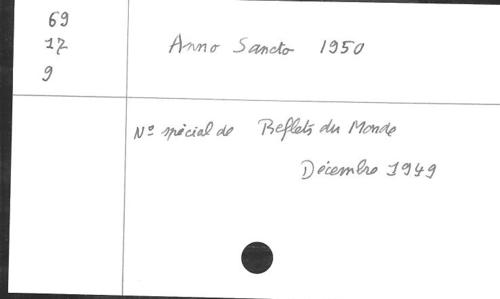 69
17
9
Anno Sancto 1950
N° spécial de Reflets du Monde
Décembre 1949